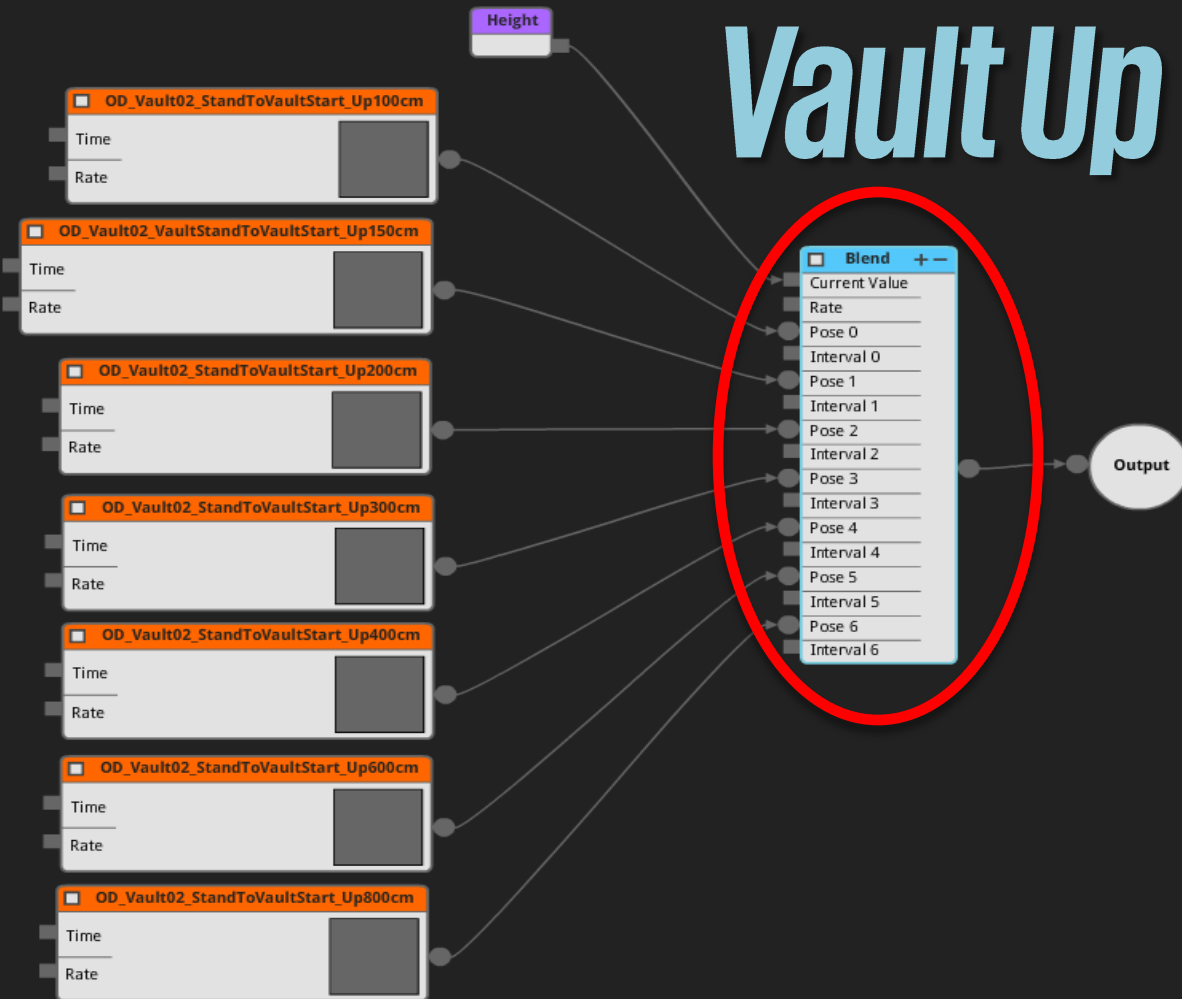 Height
Vault Up
OD_Vault02_StandToVaultStart_Up100cm
Time
Rate
OD_Vault02_VaultStandToVaultStart_Up150cm
Time
Rate
OD_Vault02_StandToVaultStart_Up200cm
Time
Rate
OD_Vault02_StandToVaultStart_Up300cm
Time
Rate
OD_Vault02_StandToVaultStart_Up400cm
Time
Rate
OD_Vault02_StandToVaultStart_Up600cm
Time
Rate
OD_Vault02_StandToVaultStart_Up800cm
Time
Rate
Blend + −
Current Value
Rate
Pose 0
Interval 0
Pose 1
Interval 1
Pose 2
Interval 2
Pose 3
Interval 3
Pose 4
Interval 4
Pose 5
Interval 5
Pose 6
Interval 6
Output